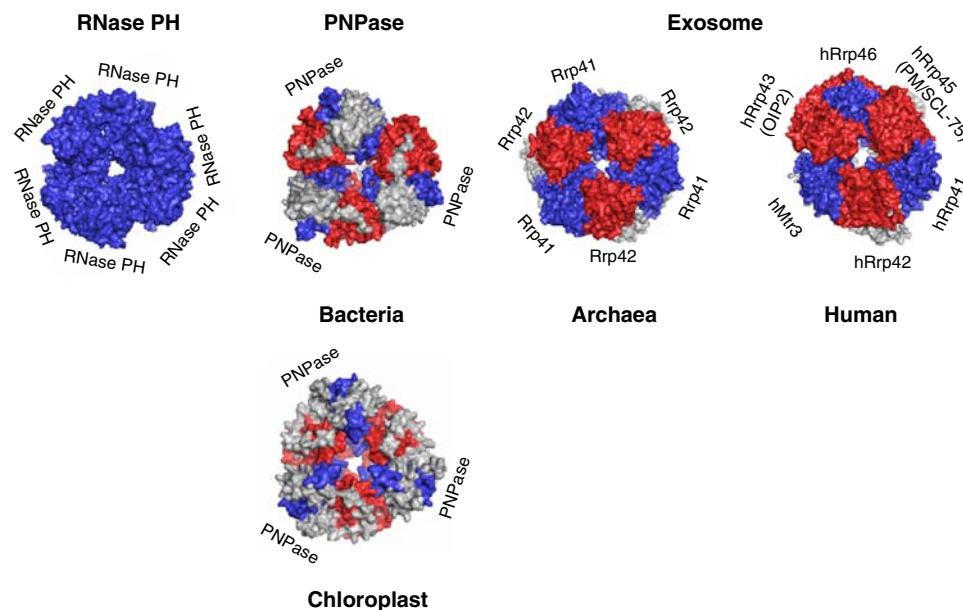 RNase PH
PNPase
Exosome
RNase PH
RNase PH
RNase PH
RNase PH
RNase PH
RNase PH
PNPase
PNPase
PNPase
Rrp41
Rrp42
Rrp42
Rrp41
Rrp41
Rrp42
hRrp46
hRrp43
(OIP2)
hRrp45
(PM/SCL-75)
hMtr3
hRrp41
hRrp42
Bacteria
Archaea
Human
PNPase
PNPase
PNPase
Chloroplast